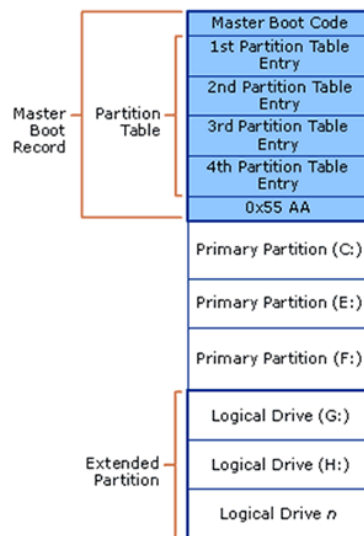 Master Boot Code
1st Partition Table
Entry
2nd Partition Table
Entry
3rd Partition Table
Entry
4th Partition Table
Entry
0x55 AA
Master
Boot
Record
Partition
Table
Primary Partition (C:)
Primary Partition (E:)
Primary Partition (F:)
Logical Drive (G:)
Logical Drive (H:)
Logical Drive n
Extended
Partition